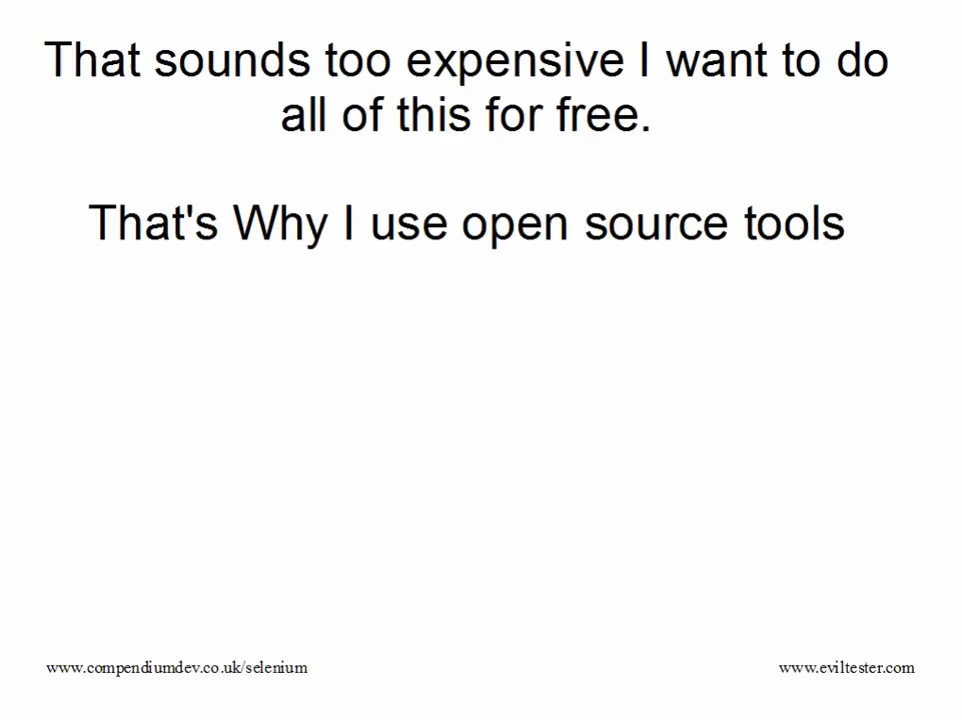 That sounds too expensive I want to do
all of this for free.
That's Why I use open source tools
www.compendiumdev.co.uk/selenium
www.eviltester.com